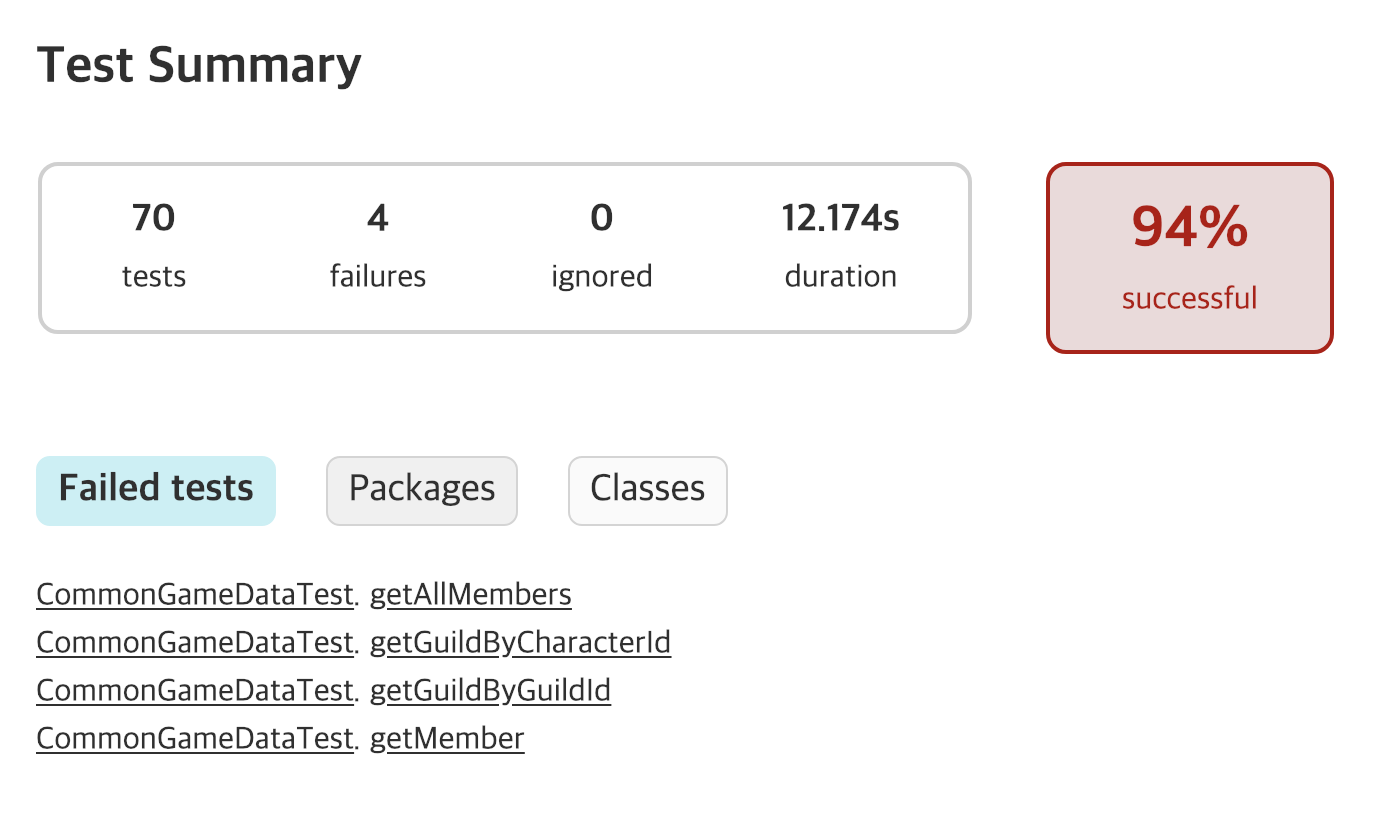 Test Summary
70 4 0 12.174s
tests failures ignored duration
94%
successful
Failed tests Packages Classes
CommonGameDataTest. getAllMembers
CommonGameDataTest. getGuildByCharacterId
CommonGameDataTest. getGuildByGuildId
CommonGameDataTest. getMember